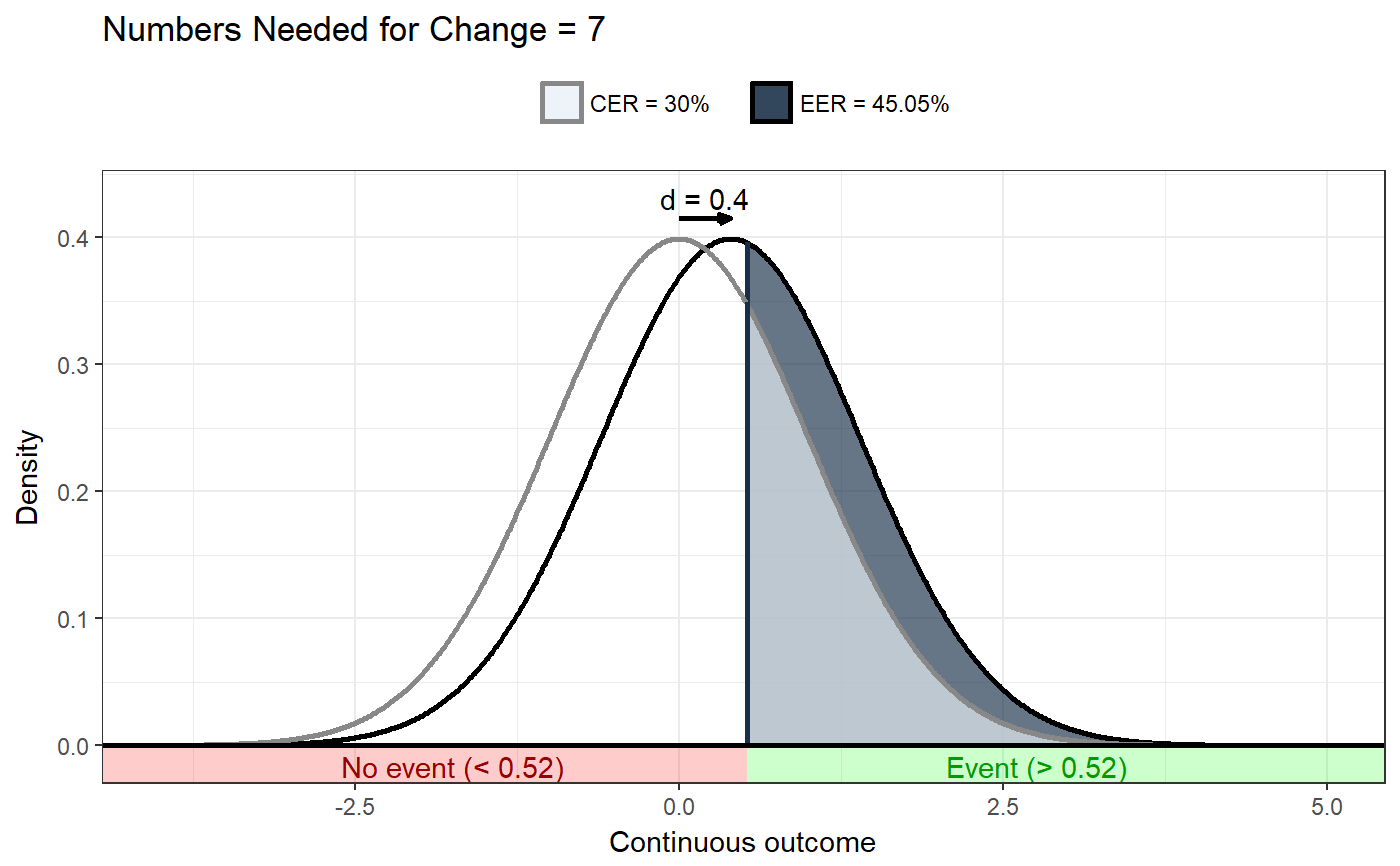 Numbers Needed for Change = 7
CER = 30%
EER = 45.05%
d = 0.4
0.4
0.3
0.2
0.1
0.0
Density
No event (< 0.52)
Event (> 0.52)
-2.5
0.0
2.5
5.0
Continuous outcome